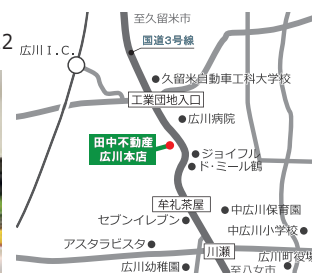 至久留米市
2
広川I.C.
国道3号線
久留米自動車工科大学校
工業団地入口
広川病院
田中不動産
広川本店
ジョイフル
ド・ミール鶴
牟礼茶屋
中広川保育園
セブンイレブン
中広川小学校
アスタラビスタ
川瀬
広川町役場
広川幼稚園
至八女市